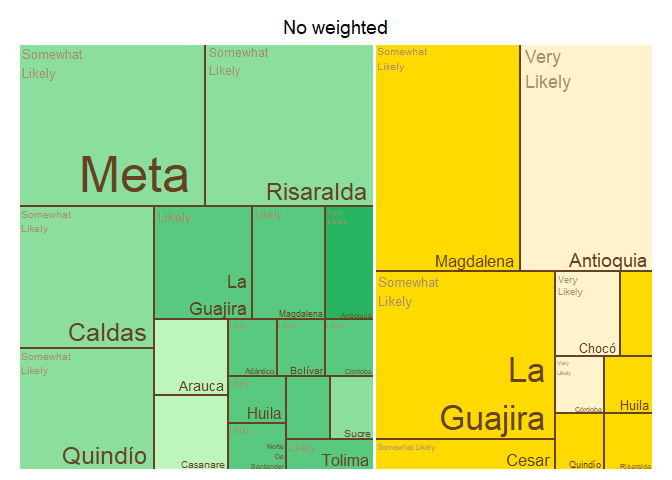 No weighted
Somewhat
Likely
Meta
Somewhat
Likely
Risaralda
Somewhat
Likely
Caldas
Somewhat
Likely
Quindío
Likely
La
Guajira
Likely
Magdalena
Very
Likely
Antioquia
Arauca
Casanare
Likely
Atlántico
Likely
Bolívar
Likely
Córdoba
Likely
Huila
Likely
Norte
De
Santander
Sucre
Likely
Tolima
Somewhat
Likely
Magdalena
Very
Likely
Antioquia
Somewhat
Likely
La
Guajira
Somewhat Likely
Cesar
Very
Likely
Chocó
Very
Likely
Córdoba
Huila
Quindío
Risaralda